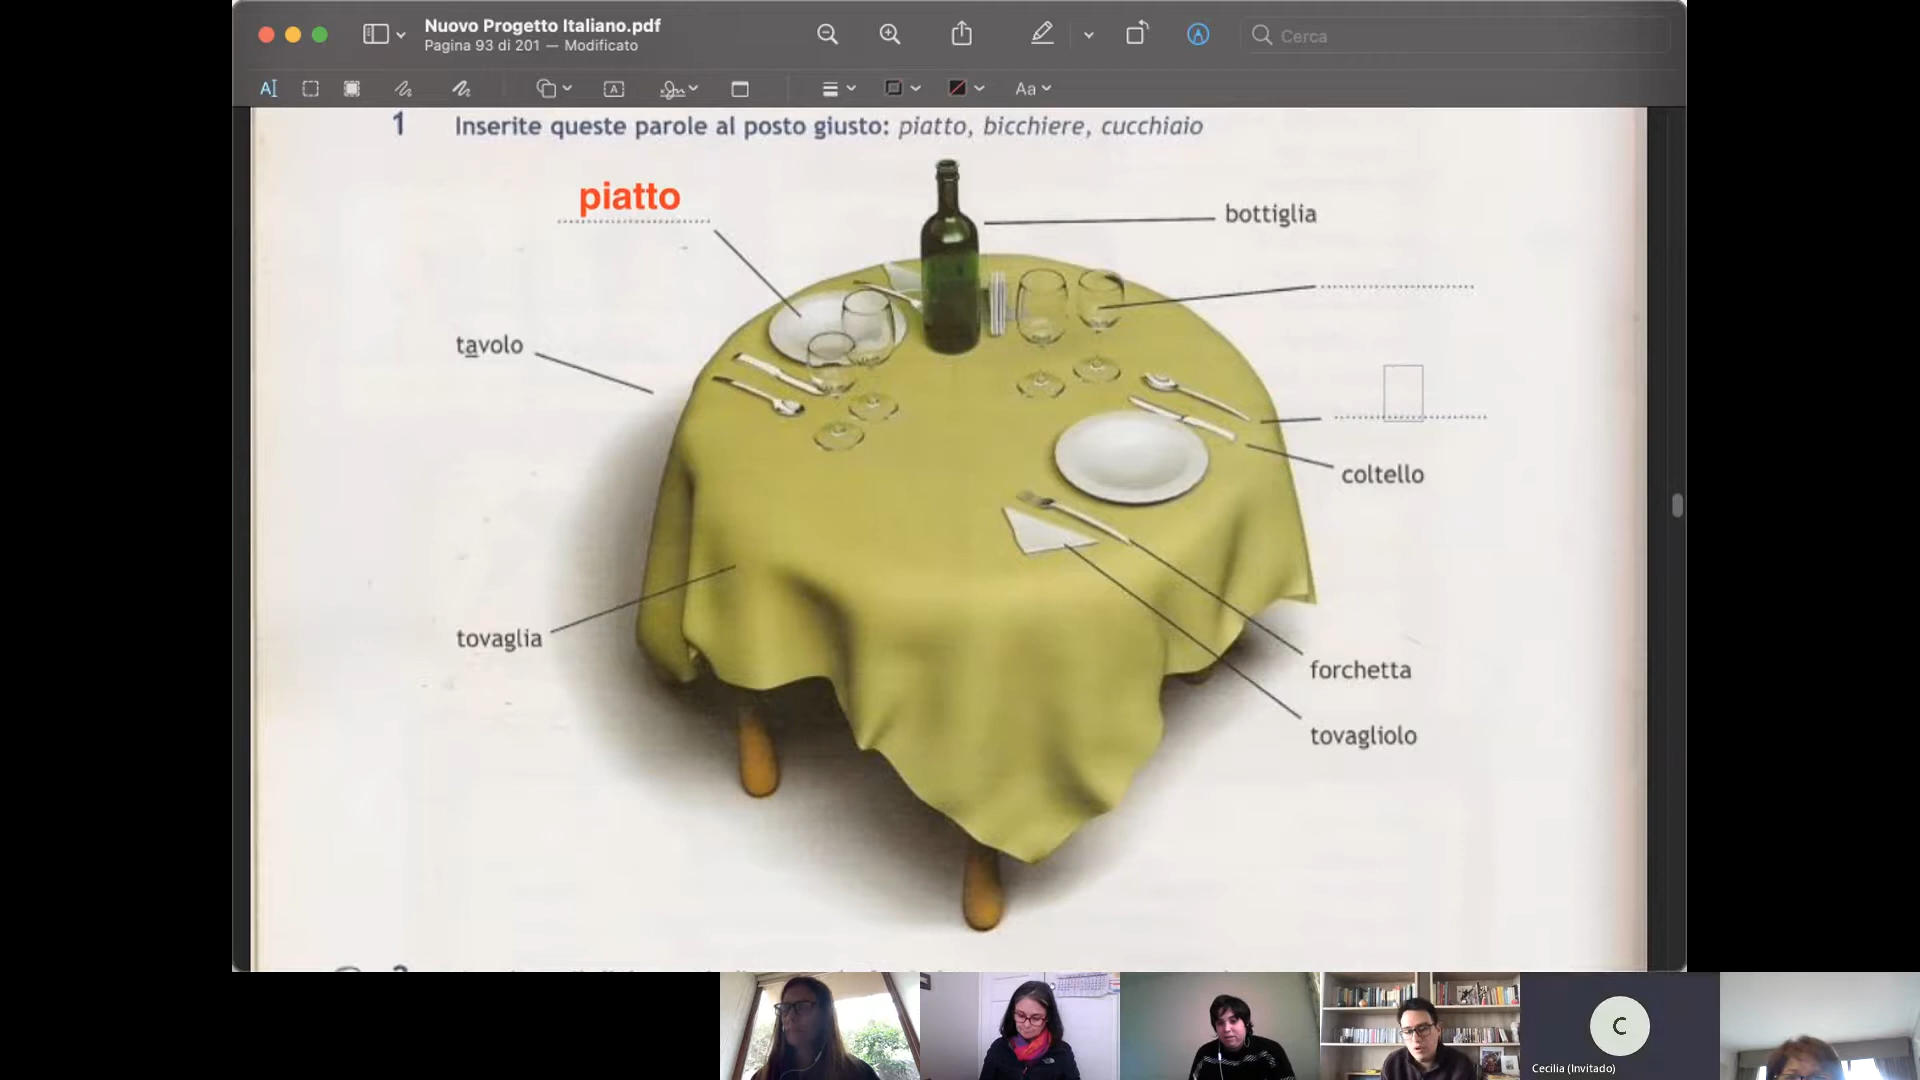 Nuovo Progetto Italiano.pdf
Pagina 93 di 201 — Modificato
Cerca
Aa
1 Inserite queste parole al posto giusto: piatto, bicchiere, cucchiaio
piatto
bottiglia
tavolo
coltello
tovaglia
forchetta
tovagliolo
C
Cecilia (Invitado)